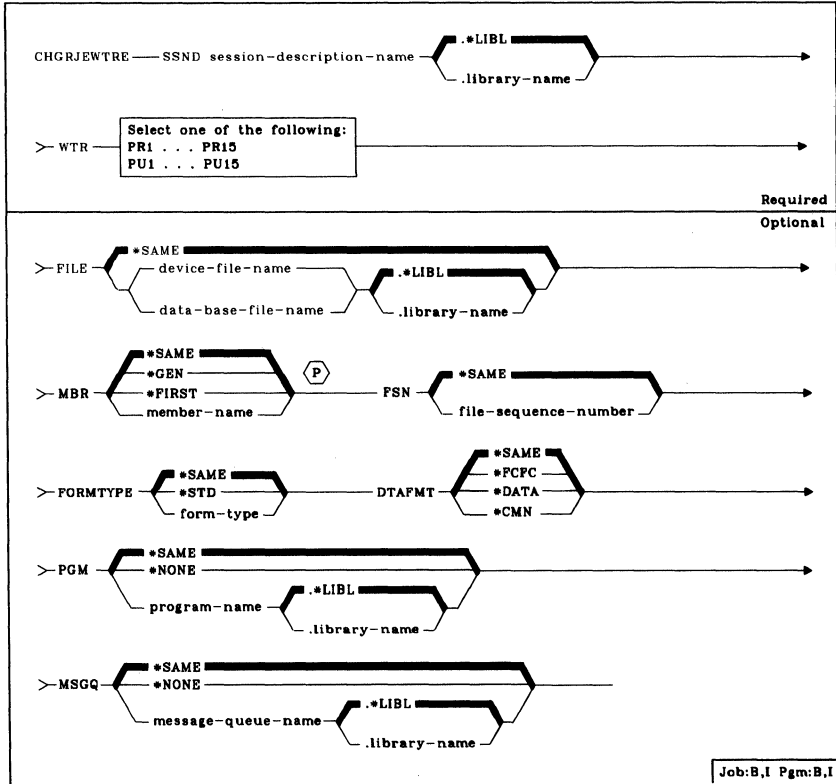 .*LIBL
CHGRJEWTRE SSND session-description-name
.library-name
Select one of the following:
WTR PR1 . . . PR15
PU1 . . . PU15
Required
Optional
*SAME
FILE device-file-name .*LIBL
data-base-file-name .library-name
*SAME
*GEN P *SAME
MBR *FIRST FSN
member-name file-sequence-number
*SAME *SAME
*FCFC
FORMTYPE *STD DTAFMT *DATA
form-type *CMN
*SAME
PGM *NONE
.*LIBL
program-name
.library-name
*SAME
MSGQ *NONE
.*LIBL
message-queue-name
.library-name
Job:B,I Pgm:B,I